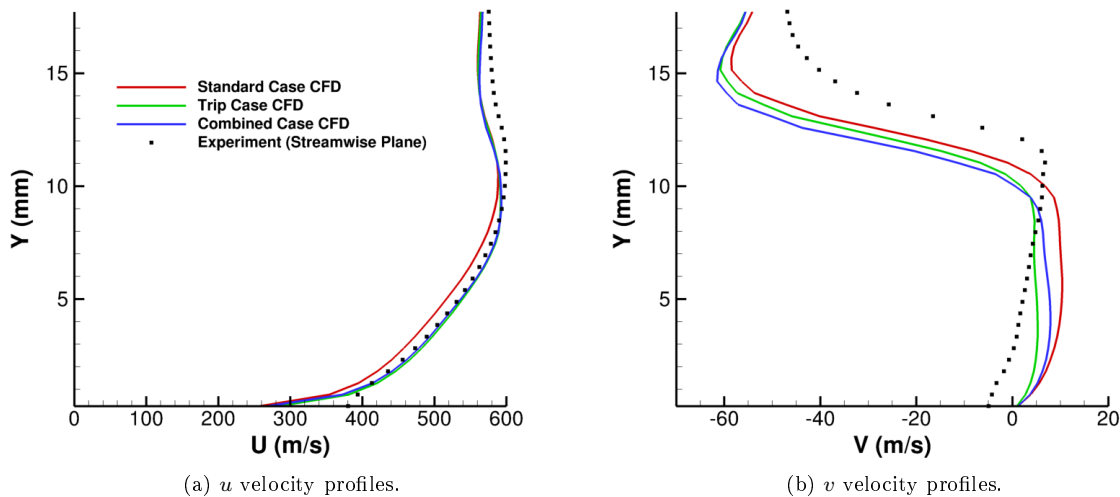 Y (mm)
15
10
5
0 100 200 300 400 500 600
U (m/s)
Standard Case CFD
Trip Case CFD
Combined Case CFD
Experiment (Streamwise Plane)
(a) u velocity profiles.
Y (mm)
15
10
5
-60 -40 -20 0 20
V (m/s)
(b) v velocity profiles.